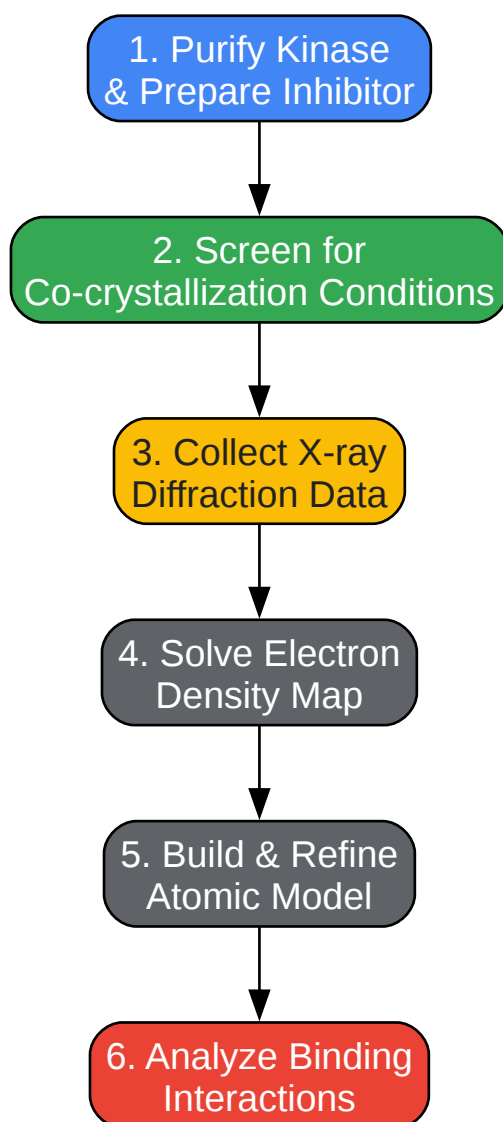 1. Purify Kinase
& Prepare Inhibitor
2. Screen for
Co-crystallization Conditions
3. Collect X-ray
Diffraction Data
4. Solve Electron
Density Map
5. Build & Refine
Atomic Model
6. Analyze Binding
Interactions